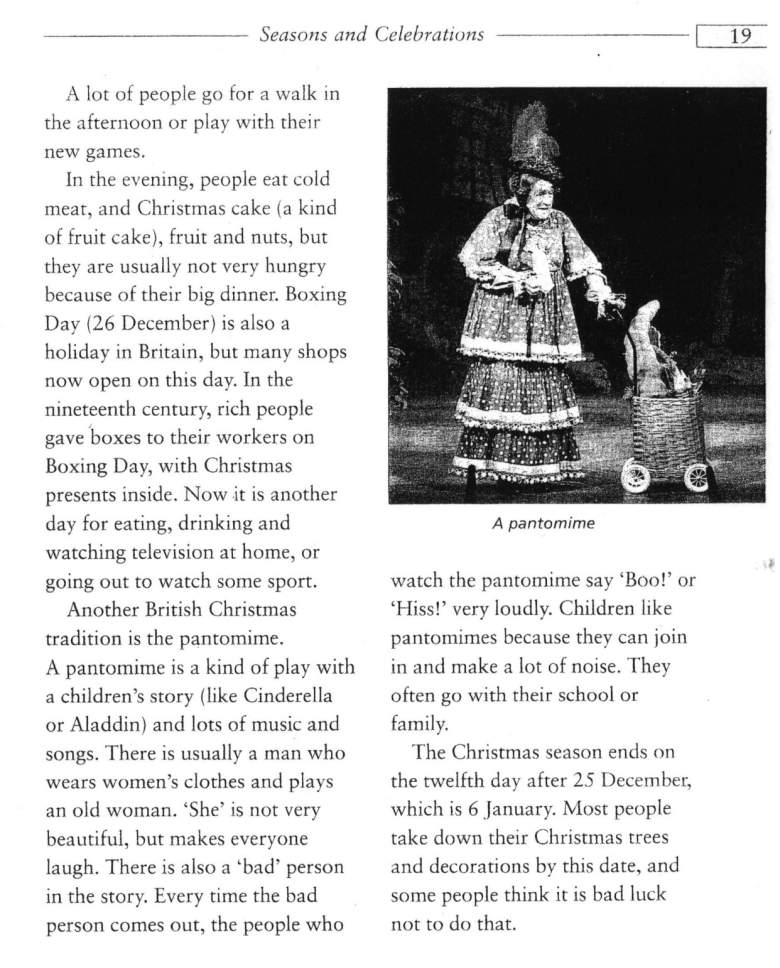 Seasons and Celebrations
19
A lot of people go for a walk in
the afternoon or play with their
new games.
In the evening, people eat cold
meat, and Christmas cake (a kind
of fruit cake), fruit and nuts, but
they are usually not very hungry
because of their big dinner. Boxing
Day (26 December) is also a
holiday in Britain, but many shops
now open on this day. In the
nineteenth century, rich people
gave boxes to their workers on
Boxing Day, with Christmas
presents inside. Now it is another
day for eating, drinking and
watching television at home, or
going out to watch some sport.
Another British Christmas
tradition is the pantomime.
A pantomime is a kind of play with
a children's story (like Cinderella
or Aladdin) and lots of music and
songs. There is usually a man who
wears women's clothes and plays
an old woman. ‘She’ is not very
beautiful, but makes everyone
laugh. There is also a ‘bad’ person
in the story. Every time the bad
person comes out, the people who
A pantomime
watch the pantomime say ‘Boo!’ or
‘Hiss!’ very loudly. Children like
pantomimes because they can join
in and make a lot of noise. They
often go with their school or
family.
The Christmas season ends on
the twelfth day after 25 December,
which is 6 January. Most people
take down their Christmas trees
and decorations by this date, and
some people think it is bad luck
not to do that.